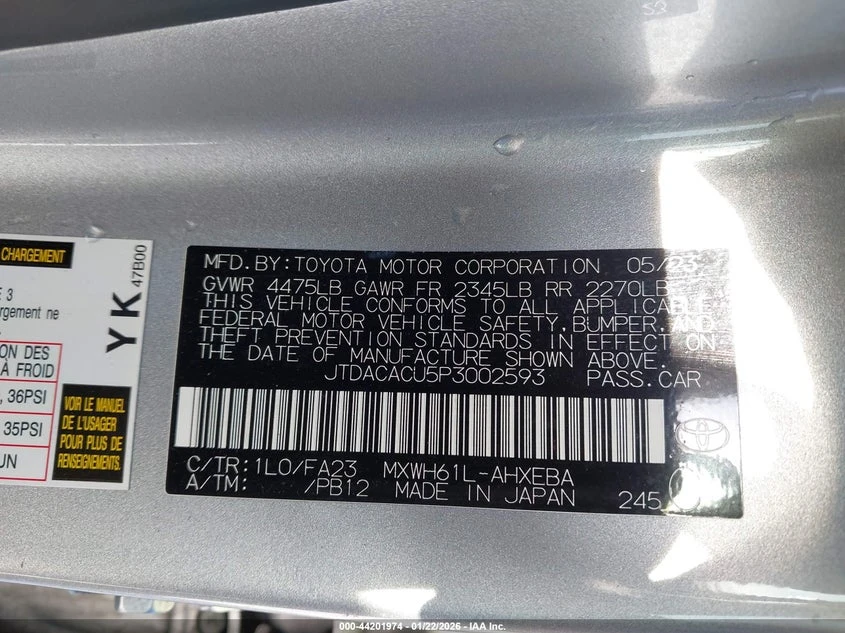 CHARGEMENT
E 3
rgement ne
ION DES
À FROID
, 36PSI
35PSI
UN
YK
47B00
VOIR LE MANUEL
DE L'USAGER
POUR PLUS DE
RENSEIGNEMENTS.
MFD.BY:TOYOTA MOTOR CORPORATION 05/23
GVWR 4475LB GAWR FR 2345LB RR 2270LB
THIS VEHICLE CONFORMS TO ALL APPLICABLE
FEDERAL MOTOR VEHICLE SAFETY,BUMPER,AND
THEFT PREVENTION STANDARDS IN EFFECT ON
THE DATE OF MANUFACTURE SHOWN ABOVE.
JTDACACU5P3002593 PASS.CAR
C/TR:1L0/FA23 MXWH61L-AHXEBA
A/TM: /PB12 MADE IN JAPAN 245
000-44201974 | 01/22/2026 - IAA Inc.